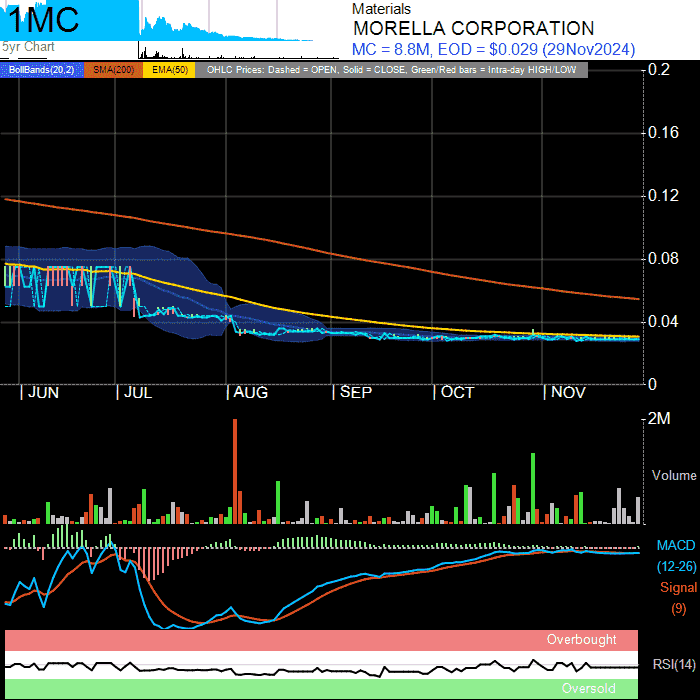 1MC
5yr Chart
Materials
MORELLA CORPORATION
MC = 8.8M, EOD = $0.029 (29Nov2024)
BollBands(20,2) SMA(200) EMA(50) OHLC Prices: Dashed = OPEN, Solid = CLOSE, Green/Red bars = Intra-day HIGH/LOW
0.2
0.16
0.12
0.08
0.04
0
JUN JUL AUG SEP OCT NOV
2M
Volume
MACD
(12-26)
Signal
(9)
Overbought
RSI(14)
Oversold